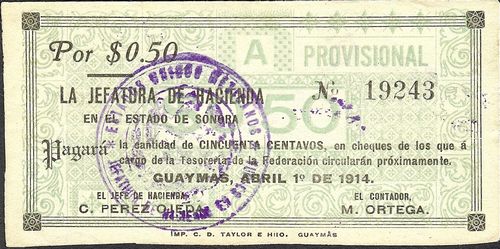 Por $0.50
A PROVISIONAL
No. 19243
LA JEFATURA DE HACIENDA
EN EL ESTADO DE SONORA
50
Pagará la cantidad de CINCUENTA CENTAVOS, en cheques de los que á
cargo de la Tesorería de la Federación circularán próximamente.
GUAYMAS, ABRIL 1º DE 1914.
EL JEFE DE HACIENDA
C. PEREZ OJEDA.
EL CONTADOR,
M. ORTEGA.
IMP. C. D. TAYLOR E HIJO. GUAYMAS